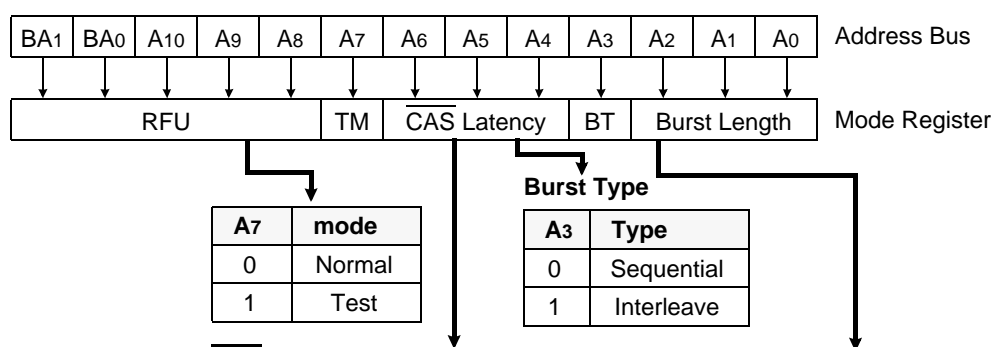 BA1 BA0 A10 A9 A8 A7 A6 A5 A4 A3 A2 A1 A0 Address Bus
RFU TM CAS Latency BT Burst Length Mode Register
Burst Type
A7 mode
0 Normal
1 Test
A3 Type
0 Sequential
1 Interleave